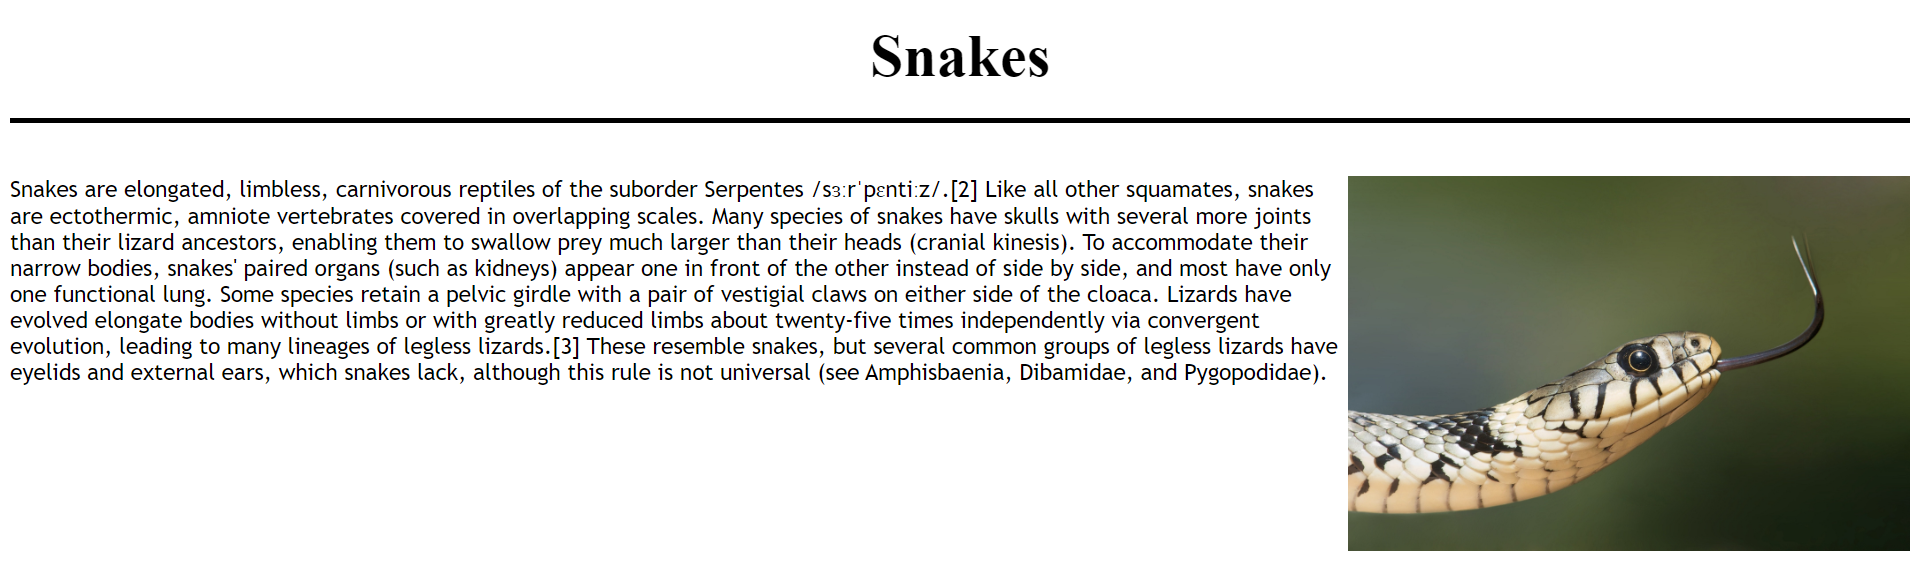 Snakes
Snakes are elongated, limbless, carnivorous reptiles of the suborder Serpentes /sɜːrˈpɛntiːz/.[2] Like all other squamates, snakes
are ectothermic, amniote vertebrates covered in overlapping scales. Many species of snakes have skulls with several more joints
than their lizard ancestors, enabling them to swallow prey much larger than their heads (cranial kinesis). To accommodate their
narrow bodies, snakes' paired organs (such as kidneys) appear one in front of the other instead of side by side, and most have only
one functional lung. Some species retain a pelvic girdle with a pair of vestigial claws on either side of the cloaca. Lizards have
evolved elongate bodies without limbs or with greatly reduced limbs about twenty-five times independently via convergent
evolution, leading to many lineages of legless lizards.[3] These resemble snakes, but several common groups of legless lizards have
eyelids and external ears, which snakes lack, although this rule is not universal (see Amphisbaenia, Dibamidae, and Pygopodidae).